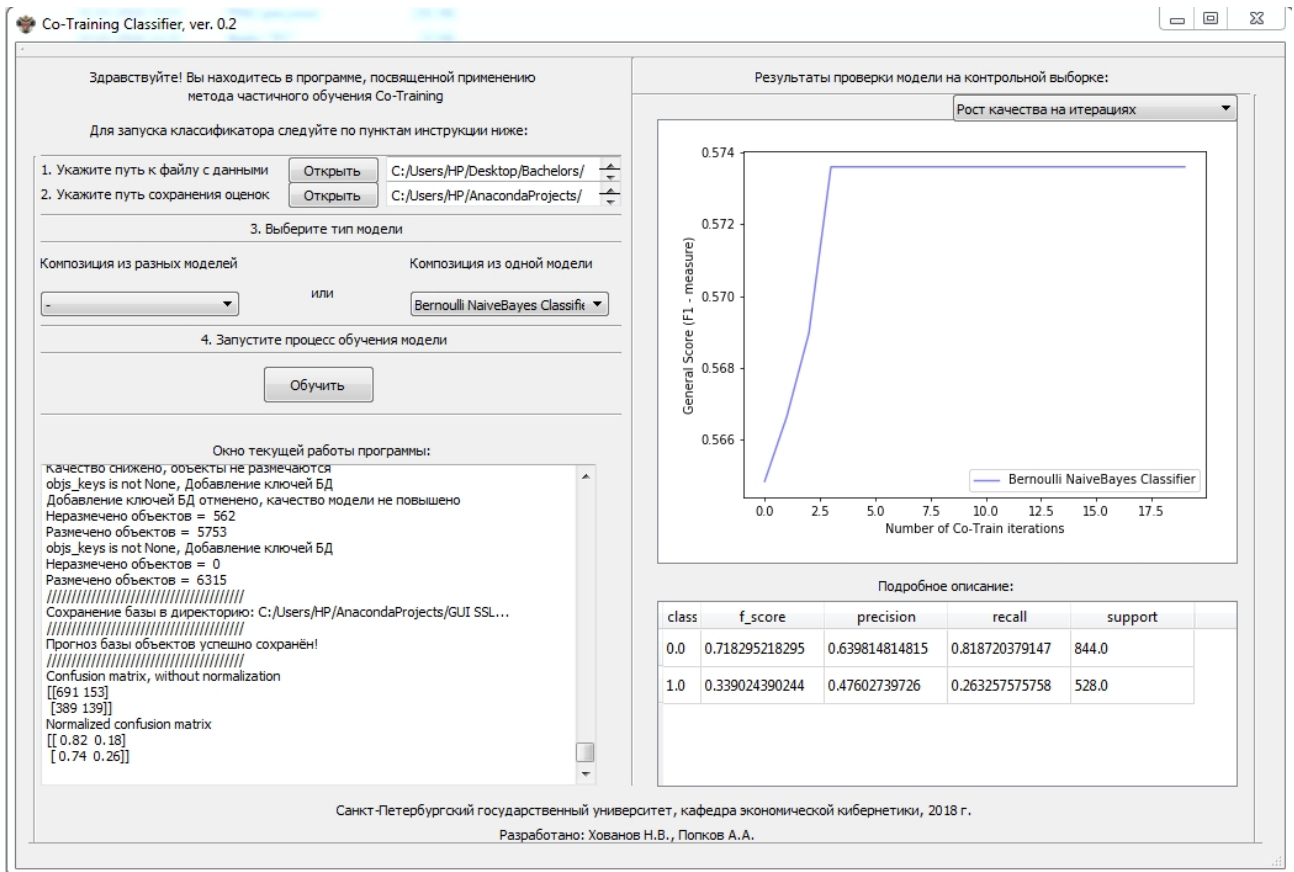 Co-Training Classifier, ver. 0.2
Здравствуйте! Вы находитесь в программе, посвященной применению
метода частичного обучения Co-Training
Для запуска классификатора следуйте по пунктам инструкции ниже:
1. Укажите путь к файлу с данными
Открыть
C:/Users/HP/Desktop/Bachelors/
2. Укажите путь сохранения оценок
Открыть
C:/Users/HP/AnacondaProjects/
3. Выберите тип модели
Композиция из разных моделей
Композиция из одной модели
-
или
Bernoulli NaiveBayes Classifie
4. Запустите процесс обучения модели
Обучить
Окно текущей работы программы:
Качество снижено, объекты не размечаются
objs_keys is not None, Добавление ключей БД
Добавление ключей БД отменено, качество модели не повышено
Неразмечено объектов = 562
Размечено объектов = 5753
objs_keys is not None, Добавление ключей БД
Неразмечено объектов = 0
Размечено объектов = 6315
////////////////////////////////////////
Сохранение базы в директорию: C:/Users/HP/AnacondaProjects/GUI SSL...
////////////////////////////////////////
Прогноз базы объектов успешно сохранён!
////////////////////////////////////////
Confusion matrix, without normalization
[[691 153]
[389 139]]
Normalized confusion matrix
[[ 0.82 0.18]
[ 0.74 0.26]]
Результаты проверки модели на контрольной выборке:
Рост качества на итерациях
0.574
0.572
0.570
0.568
0.566
General Score (F1 - measure)
Bernoulli NaiveBayes Classifier
0.0 2.5 5.0 7.5 10.0 12.5 15.0 17.5
Number of Co-Train iterations
Подробное описание:
class f_score precision recall support
0.0 0.718295218295 0.639814814815 0.818720379147 844.0
1.0 0.339024390244 0.47602739726 0.263257575758 528.0
Санкт-Петербургский государственный университет, кафедра экономической кибернетики, 2018 г.
Разработано: Хованов Н.В., Попков А.А.